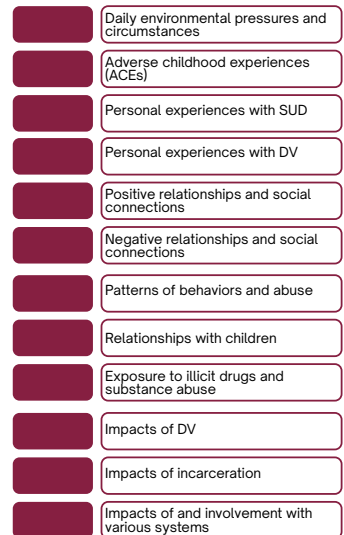 Daily environmental pressures and
circumstances
Adverse childhood experiences
(ACEs)
Personal experiences with SUD
Personal experiences with DV
Positive relationships and social
connections
Negative relationships and social
connections
Patterns of behaviors and abuse
Relationships with children
Exposure to illicit drugs and
substance abuse
Impacts of DV
Impacts of incarceration
Impacts of and involvement with
various systems